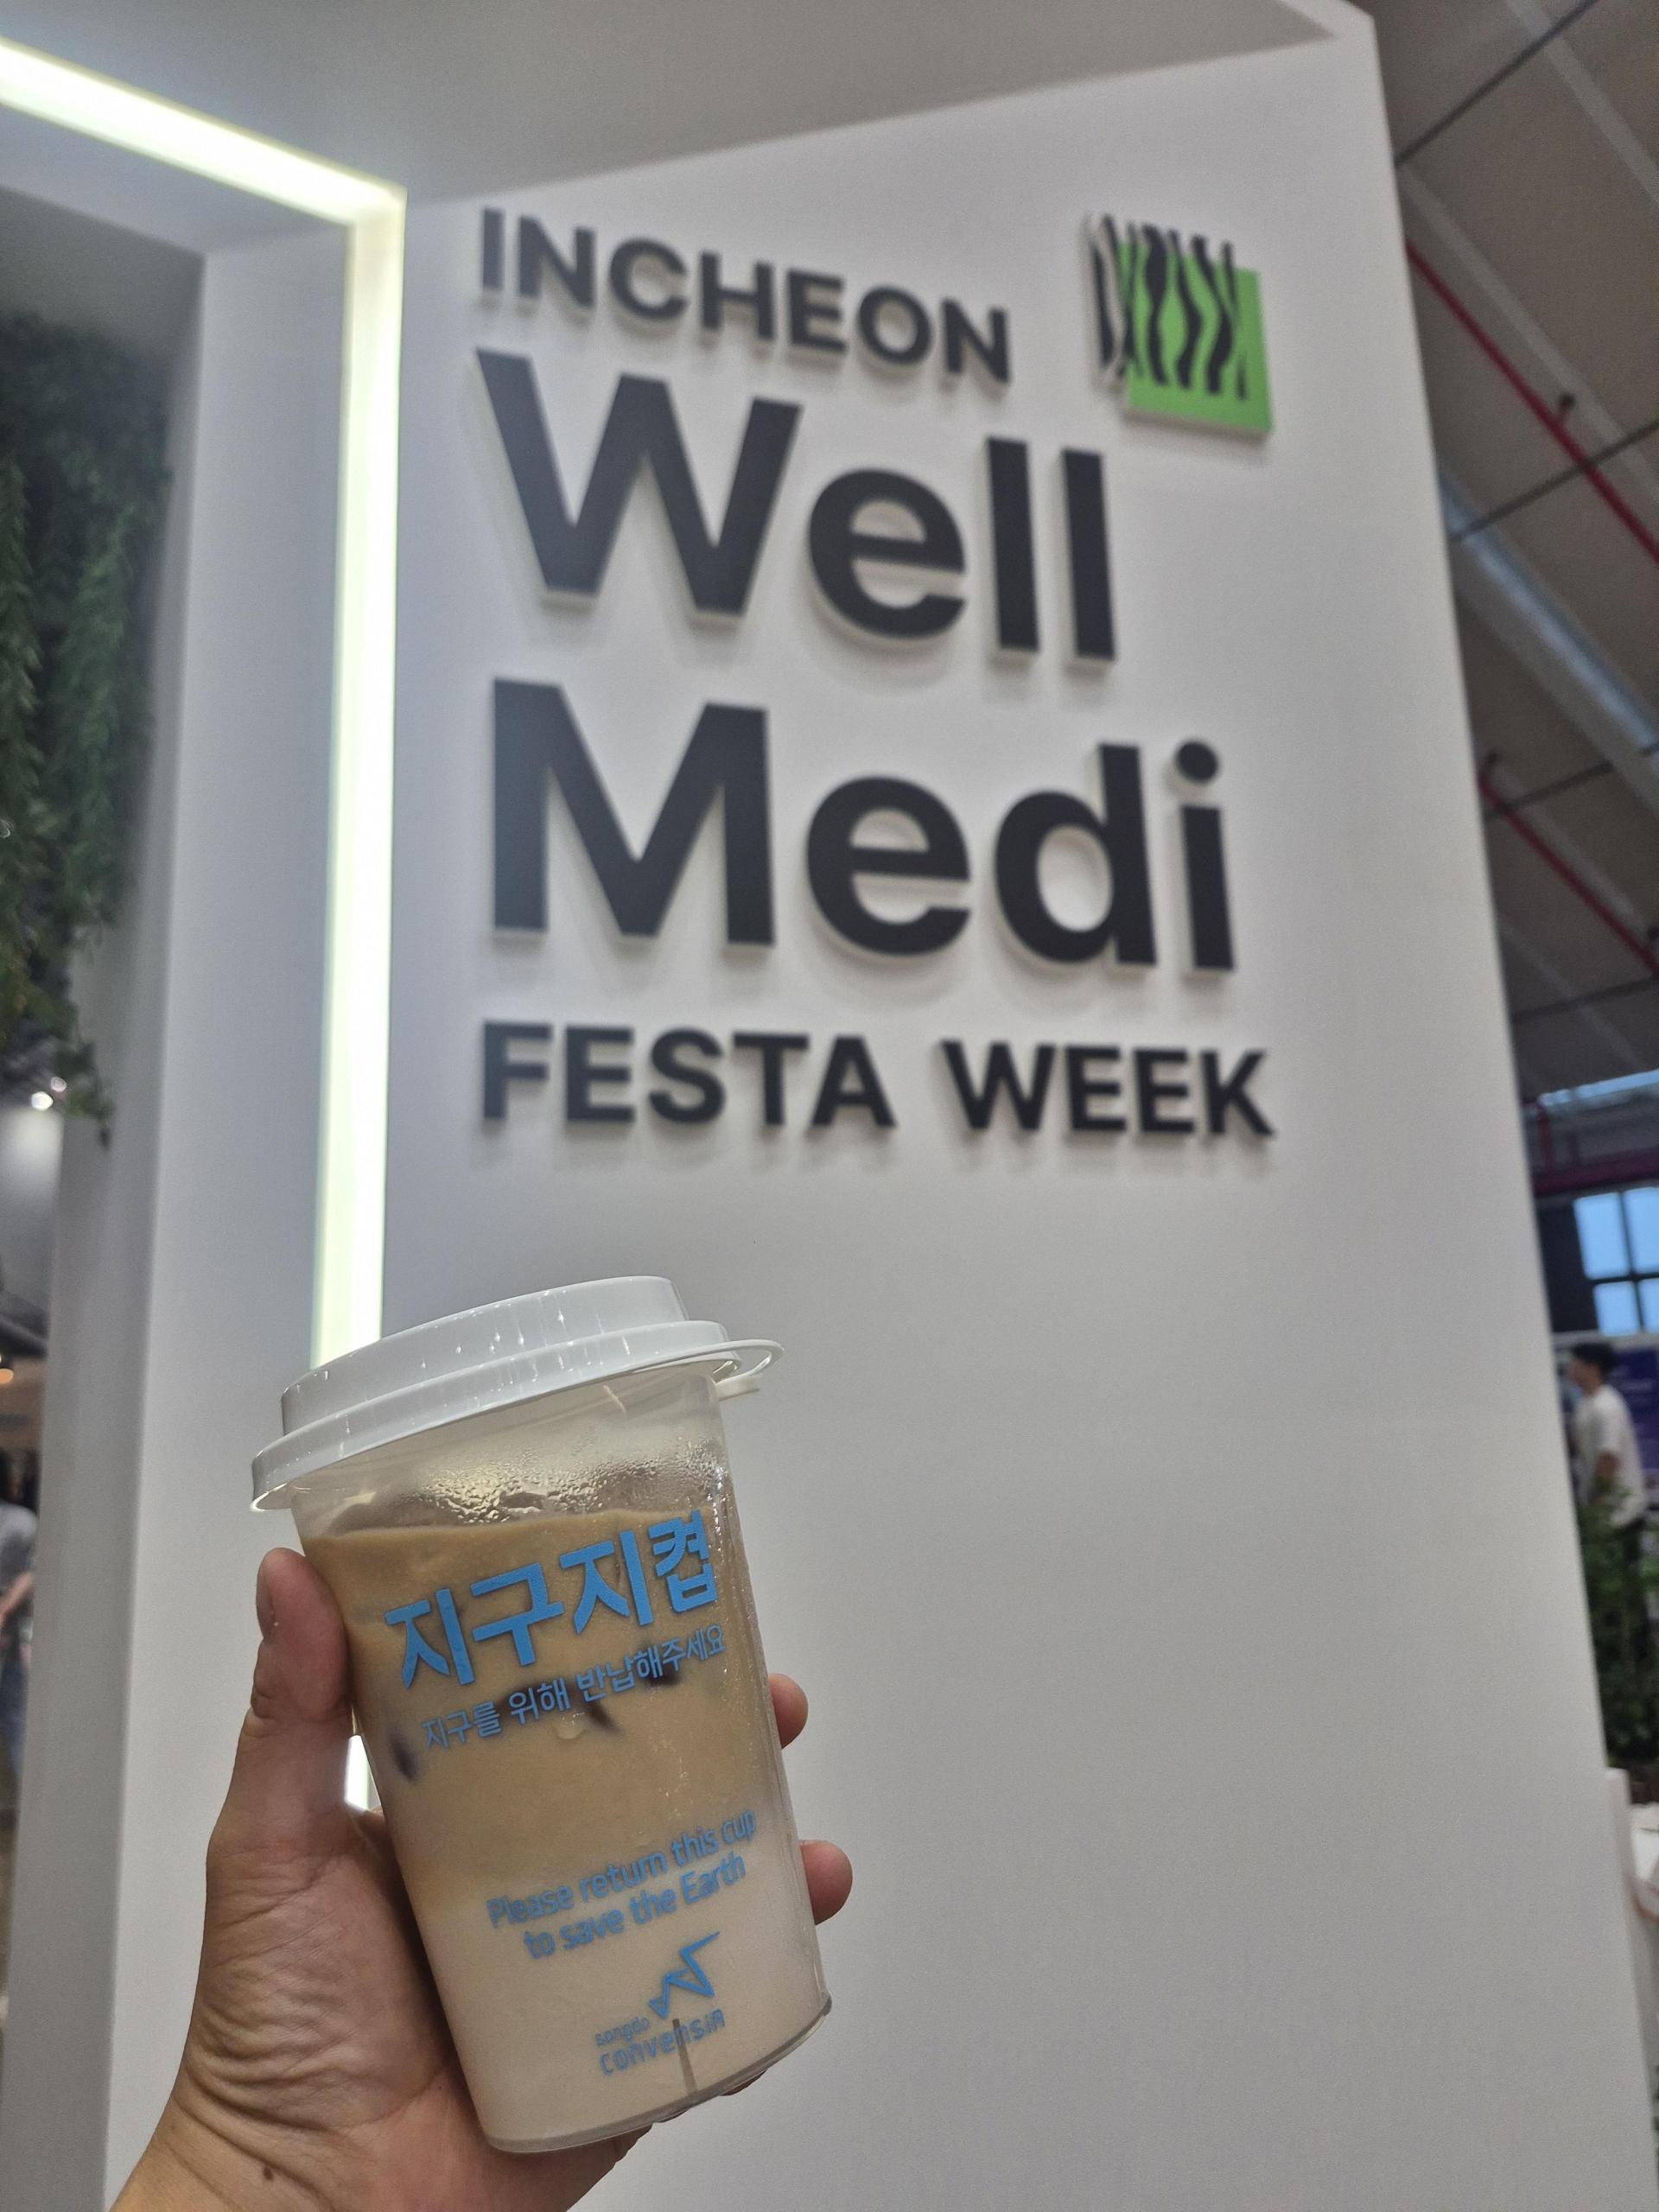 INCHEON
Well
Medi
FESTA WEEK
지구지컵
지구를 위해 반납해주세요
Please return this cup
to save the Earth
songdo
convensia